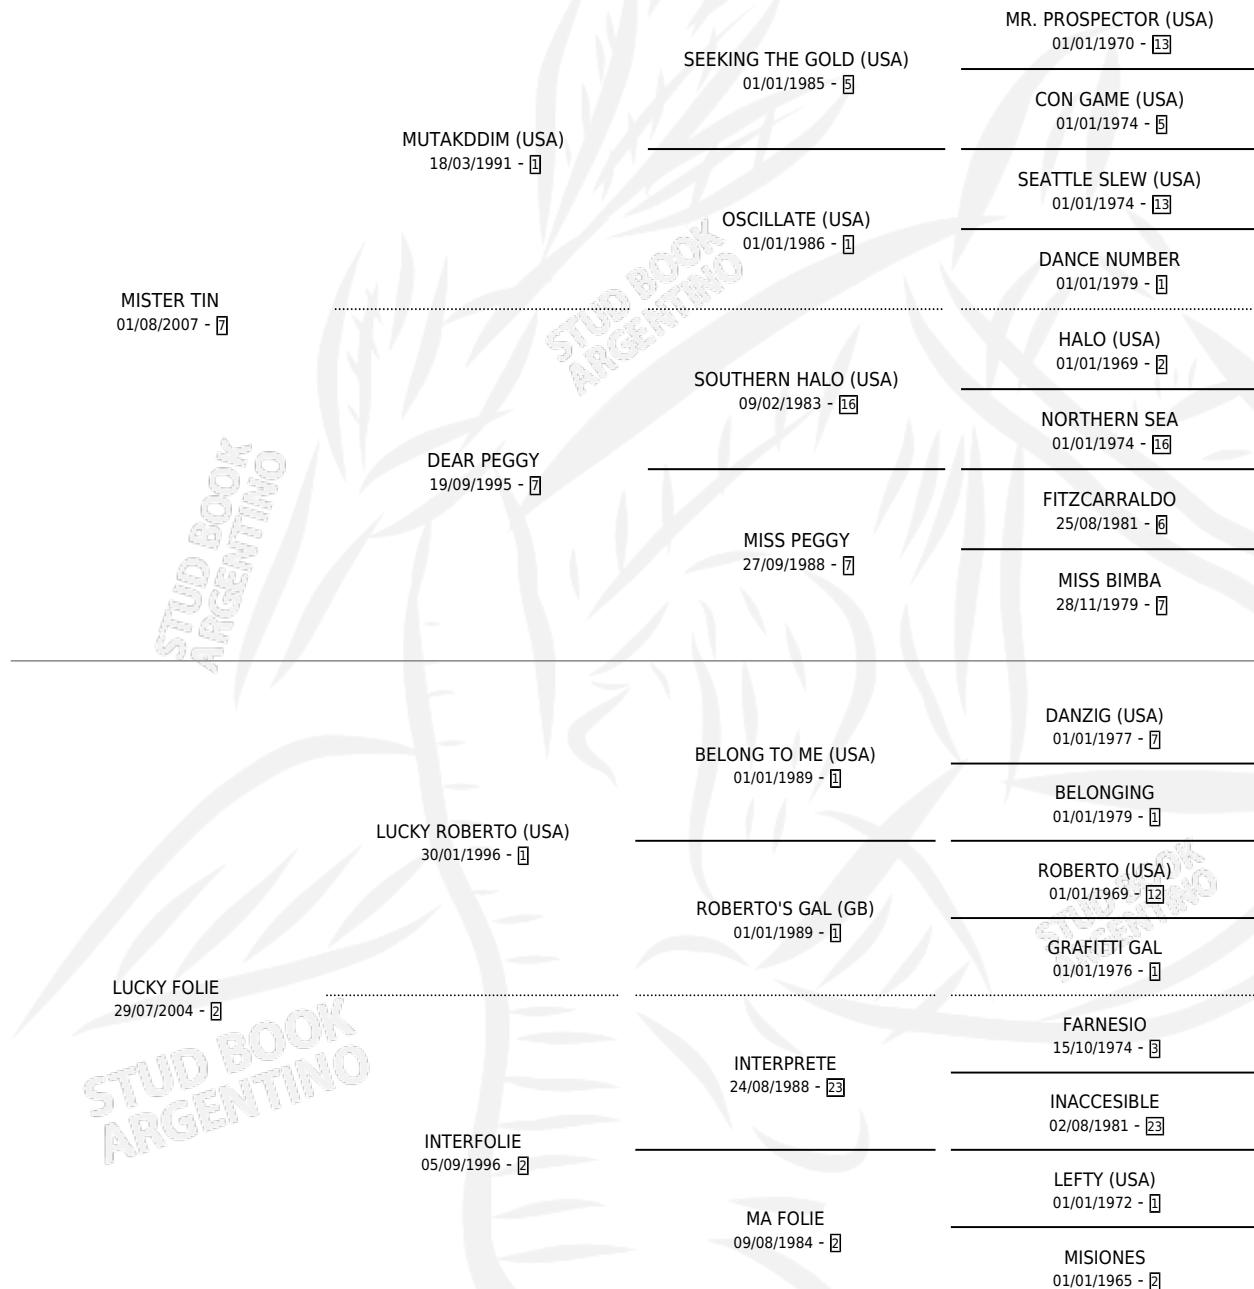 MR. PROSPECTOR (USA)
01/01/1970 - 13
SEEKING THE GOLD (USA)
01/01/1985 - 5
CON GAME (USA)
01/01/1974 - 5
MUTAKDDIM (USA)
18/03/1991 - 1
SEATTLE SLEW (USA)
01/01/1974 - 13
OSCILLATE (USA)
01/01/1986 - 1
DANCE NUMBER
01/01/1979 - 1
MISTER TIN
01/08/2007 - 7
HALO (USA)
01/01/1969 - 2
SOUTHERN HALO (USA)
09/02/1983 - 16
NORTHERN SEA
01/01/1974 - 16
DEAR PEGGY
19/09/1995 - 7
FITZCARRALDO
25/08/1981 - 6
MISS PEGGY
27/09/1988 - 7
MISS BIMBA
28/11/1979 - 7
DANZIG (USA)
01/01/1977 - 7
BELONG TO ME (USA)
01/01/1989 - 1
BELONGING
01/01/1979 - 1
LUCKY ROBERTO (USA)
30/01/1996 - 1
ROBERTO (USA)
01/01/1969 - 12
ROBERTO'S GAL (GB)
01/01/1989 - 1
GRAFITTI GAL
01/01/1976 - 1
LUCKY FOLIE
29/07/2004 - 2
FARNESIO
15/10/1974 - 3
INTERPRETE
24/08/1988 - 23
INACCESIBLE
02/08/1981 - 23
INTERFOLIE
05/09/1996 - 2
LEFTY (USA)
01/01/1972 - 1
MA FOLIE
09/08/1984 - 2
MISIONES
01/01/1965 - 2
STUD BOOK
ARGENTINO
STUD BOOK
ARGENTINO
STUD BOOK
ARGENTINO
STUD BOOK
ARGENTINO